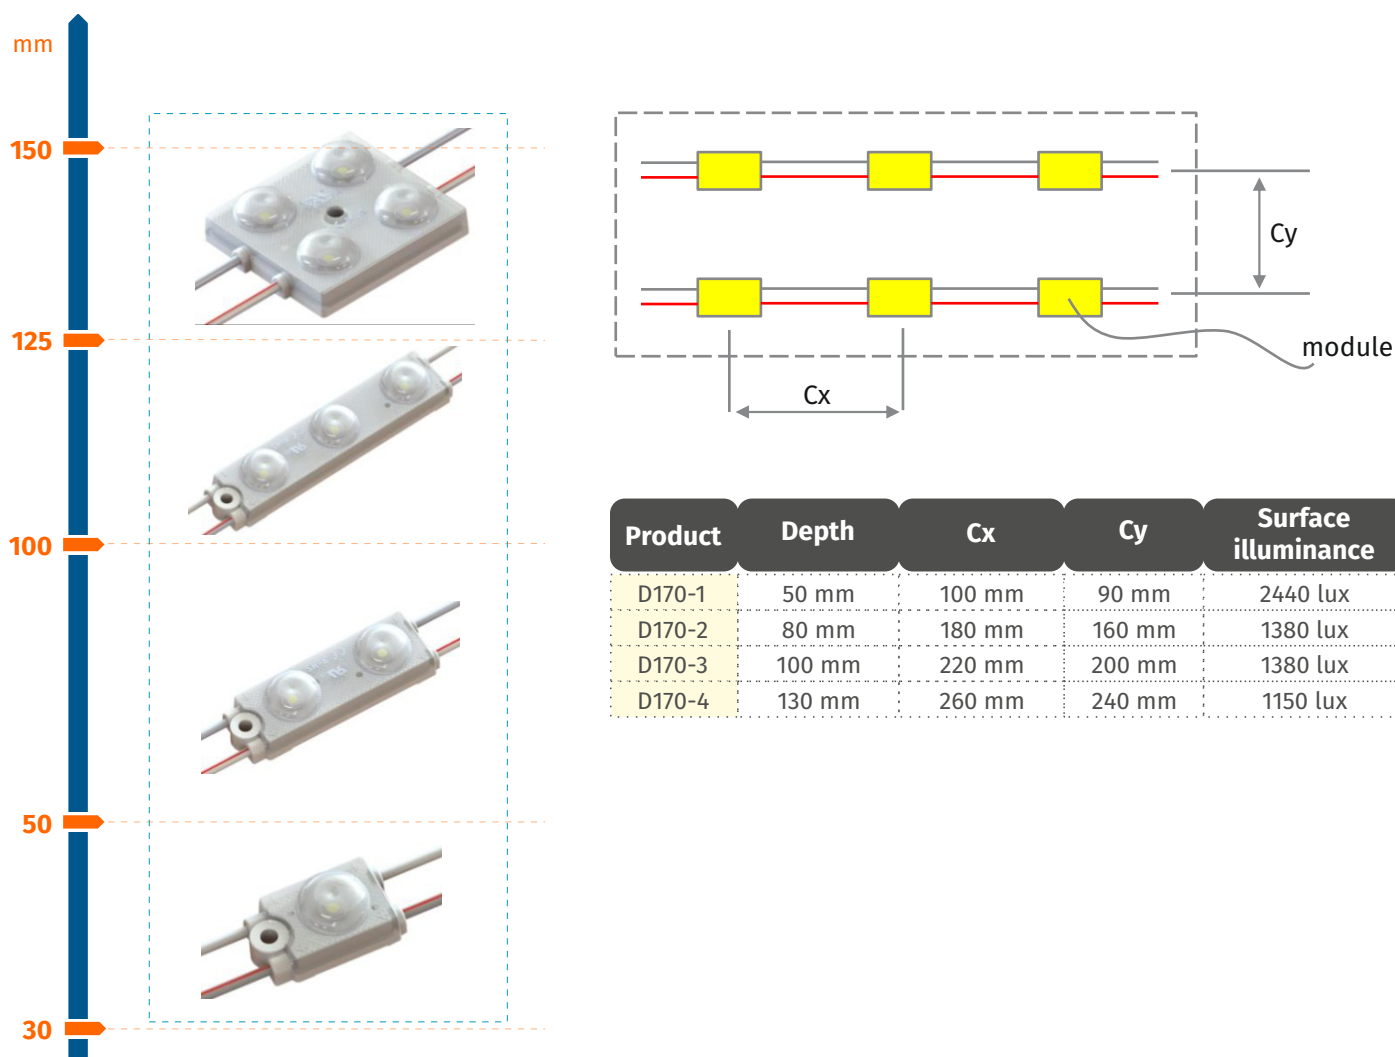 mm
150
125
100
50
30
Cy
module
Cx
Product Depth Cx Cy Surface illuminance
D170-1 50 mm 100 mm 90 mm 2440 lux
D170-2 80 mm 180 mm 160 mm 1380 lux
D170-3 100 mm 220 mm 200 mm 1380 lux
D170-4 130 mm 260 mm 240 mm 1150 lux